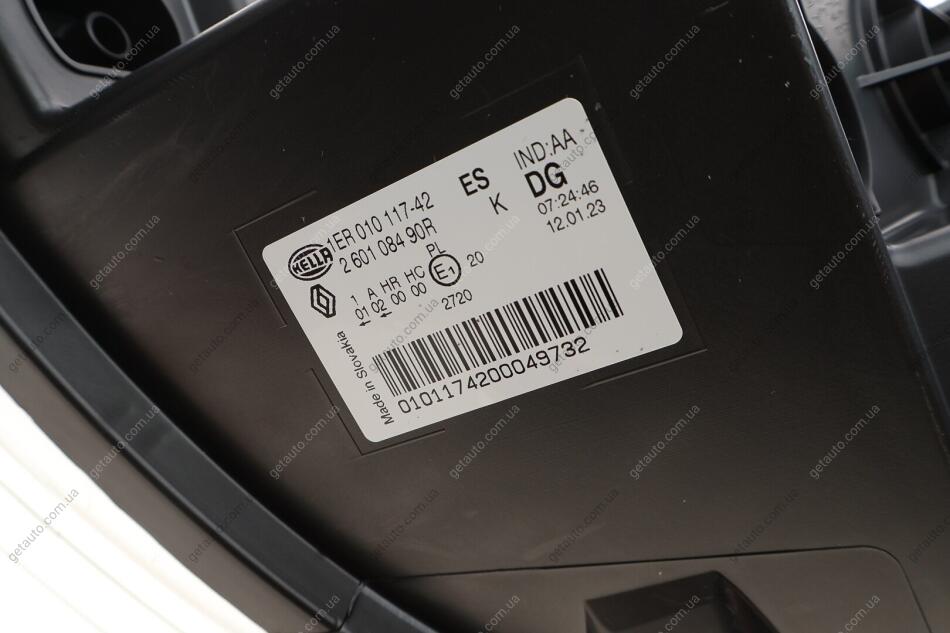 HELLA
1ER 010 117-42
2 601 084 90R
ES
K
IND:AA
DG
07:24:46
12.01.23
1 A HR HC PL
01 02 00 00 E1 20
2720
Made in Slovakia
0101174200049732
getauto.com.ua